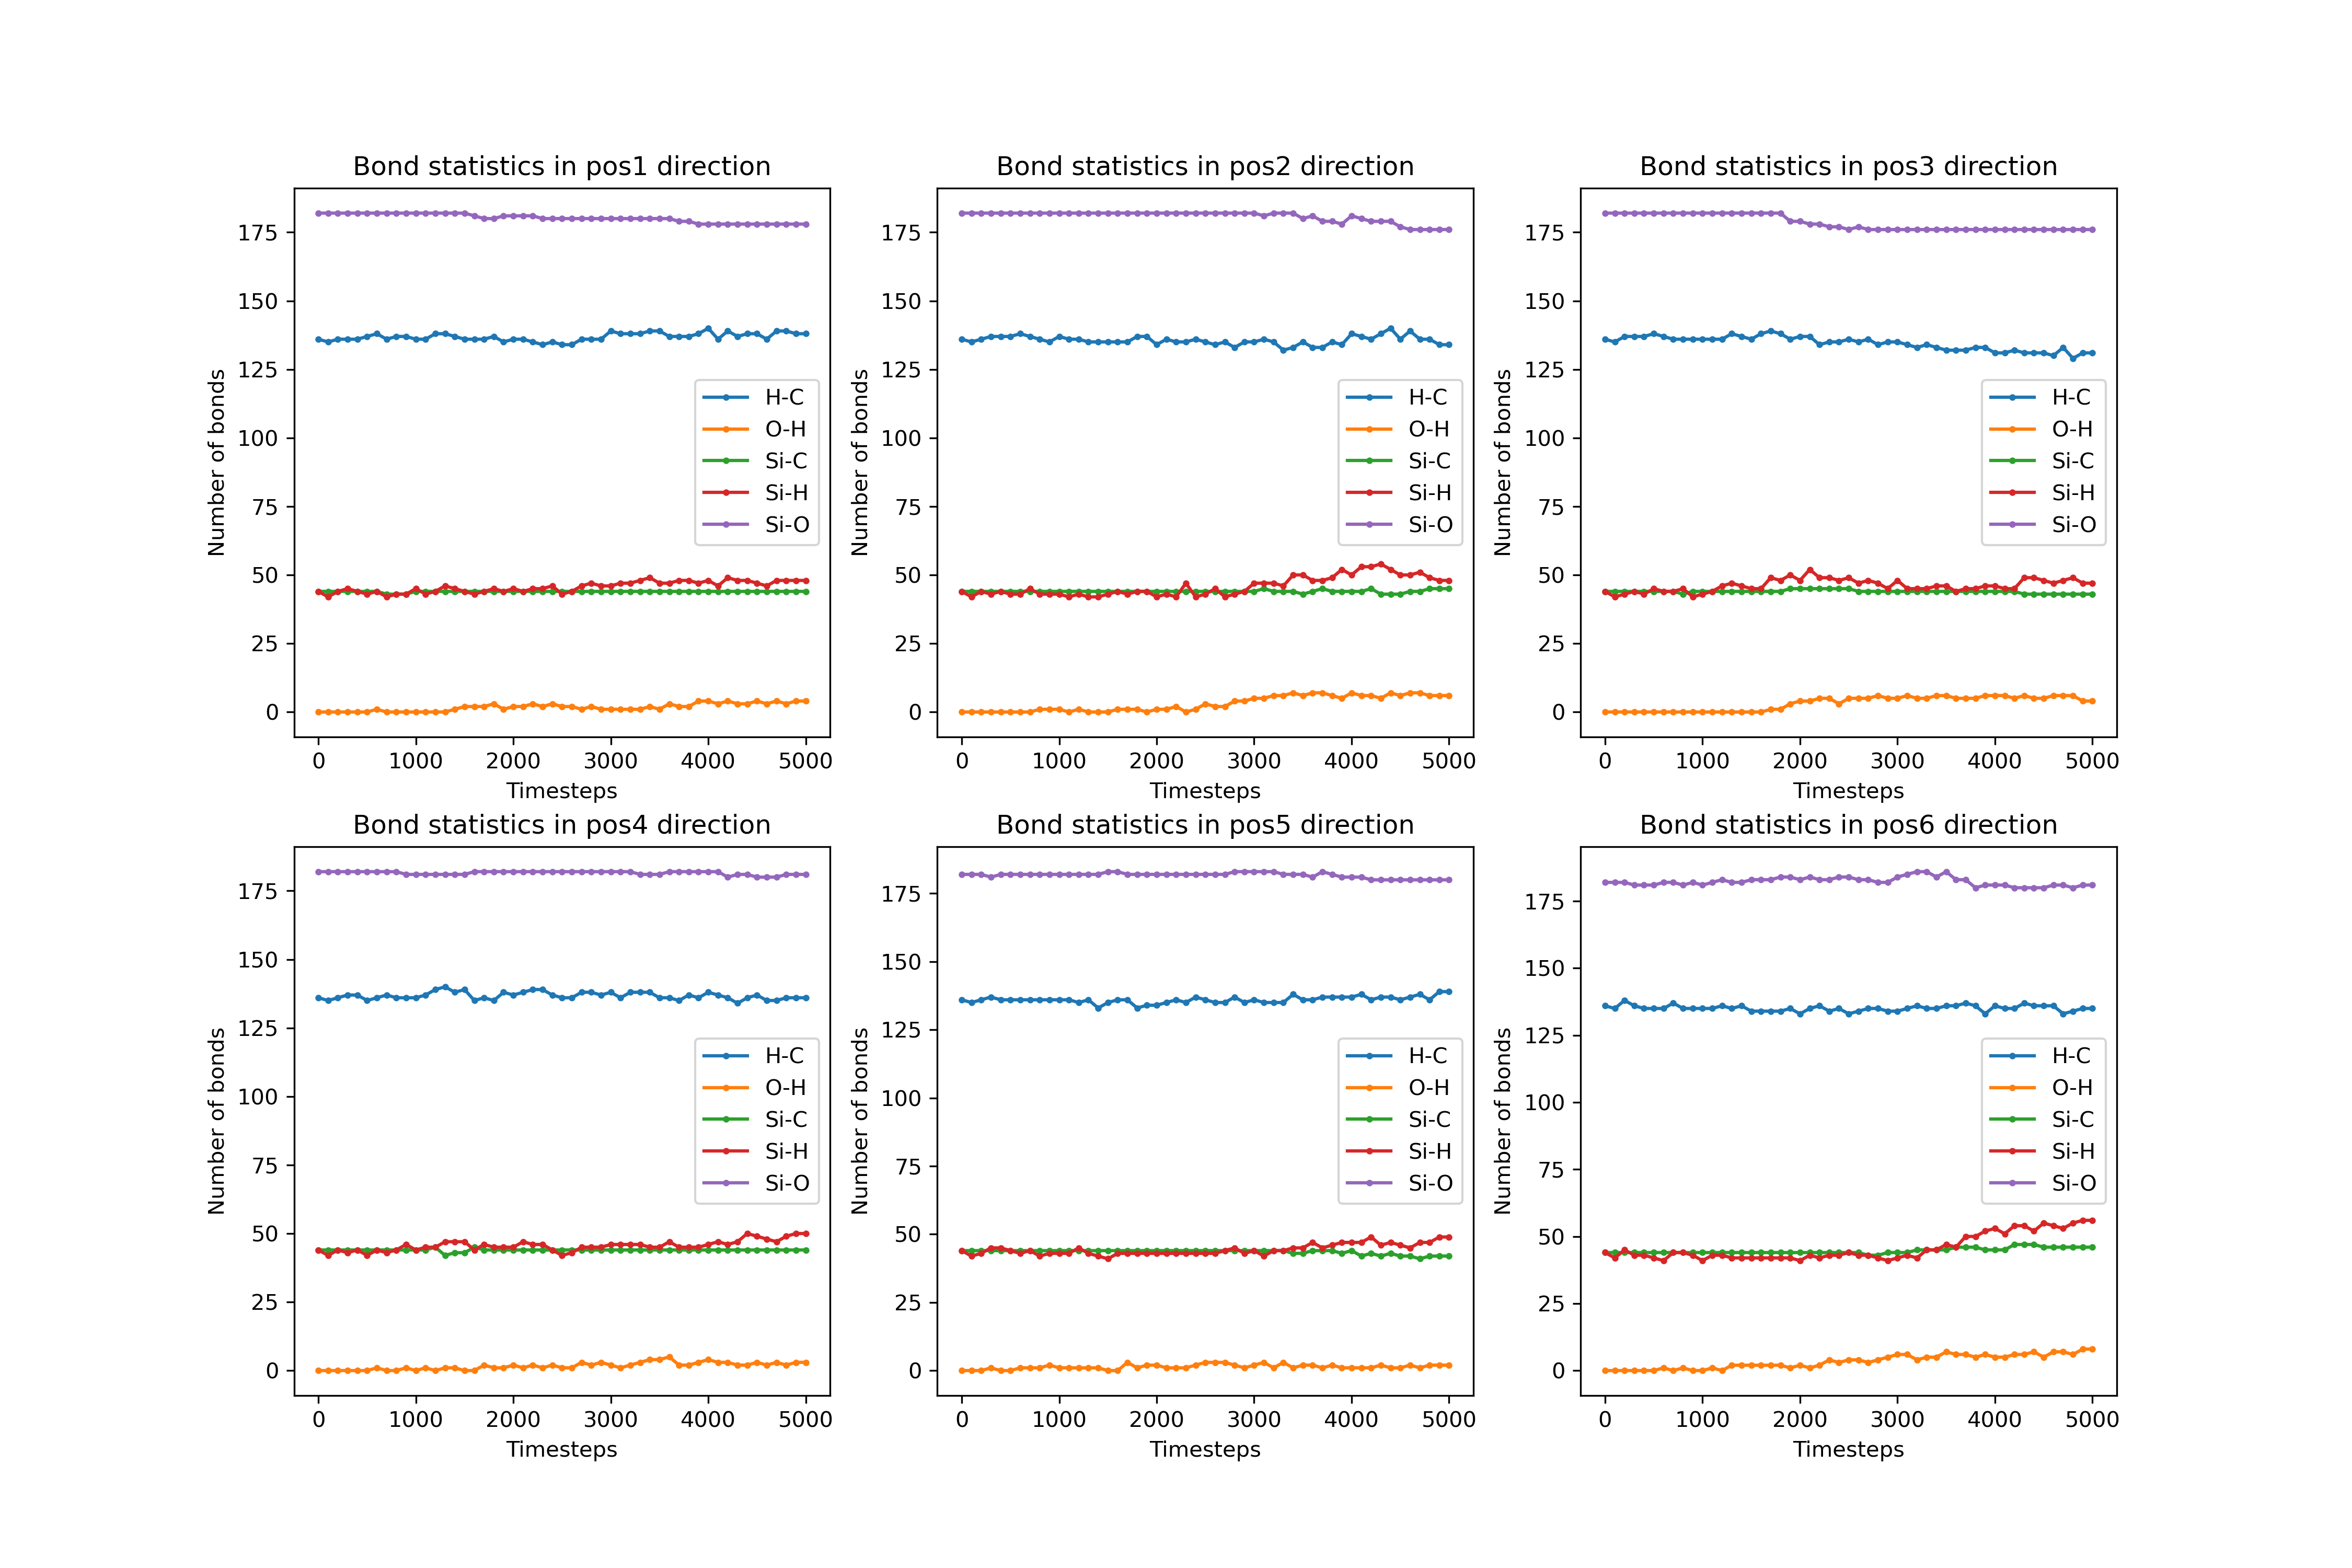 Bond statistics in pos1 direction
175
150
125
100
75
50
25
0
Number of bonds
H-C
O-H
Si-C
Si-H
Si-O
0 1000 2000 3000 4000 5000
Timesteps
Bond statistics in pos2 direction
175
150
125
100
75
50
25
0
Number of bonds
H-C
O-H
Si-C
Si-H
Si-O
0 1000 2000 3000 4000 5000
Timesteps
Bond statistics in pos3 direction
175
150
125
100
75
50
25
0
Number of bonds
H-C
O-H
Si-C
Si-H
Si-O
0 1000 2000 3000 4000 5000
Timesteps
Bond statistics in pos4 direction
175
150
125
100
75
50
25
0
Number of bonds
H-C
O-H
Si-C
Si-H
Si-O
0 1000 2000 3000 4000 5000
Timesteps
Bond statistics in pos5 direction
175
150
125
100
75
50
25
0
Number of bonds
H-C
O-H
Si-C
Si-H
Si-O
0 1000 2000 3000 4000 5000
Timesteps
Bond statistics in pos6 direction
175
150
125
100
75
50
25
0
Number of bonds
H-C
O-H
Si-C
Si-H
Si-O
0 1000 2000 3000 4000 5000
Timesteps